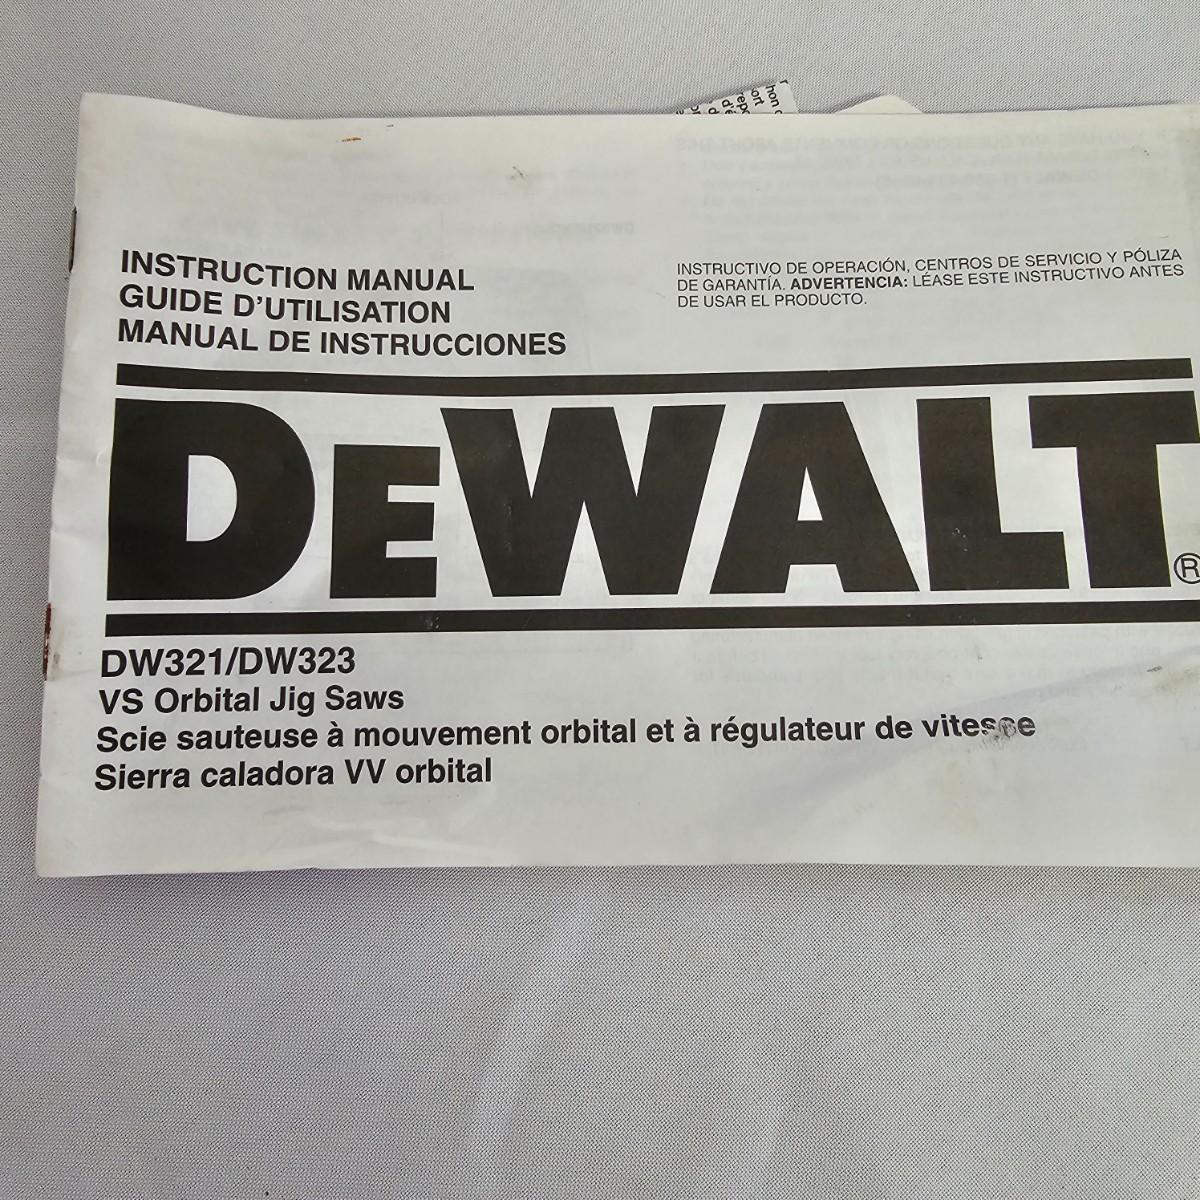 INSTRUCTION MANUAL
GUIDE D'UTILISATION
MANUAL DE INSTRUCCIONES
INSTRUCTIVO DE OPERACIÓN, CENTROS DE SERVICIO Y PÓLIZA
DE GARANTÍA. ADVERTENCIA: LÉASE ESTE INSTRUCTIVO ANTES
DE USAR EL PRODUCTO.
DEWALT®
DW321/DW323
VS Orbital Jig Saws
Scie sauteuse à mouvement orbital et à régulateur de vitesse
Sierra caladora VV orbital